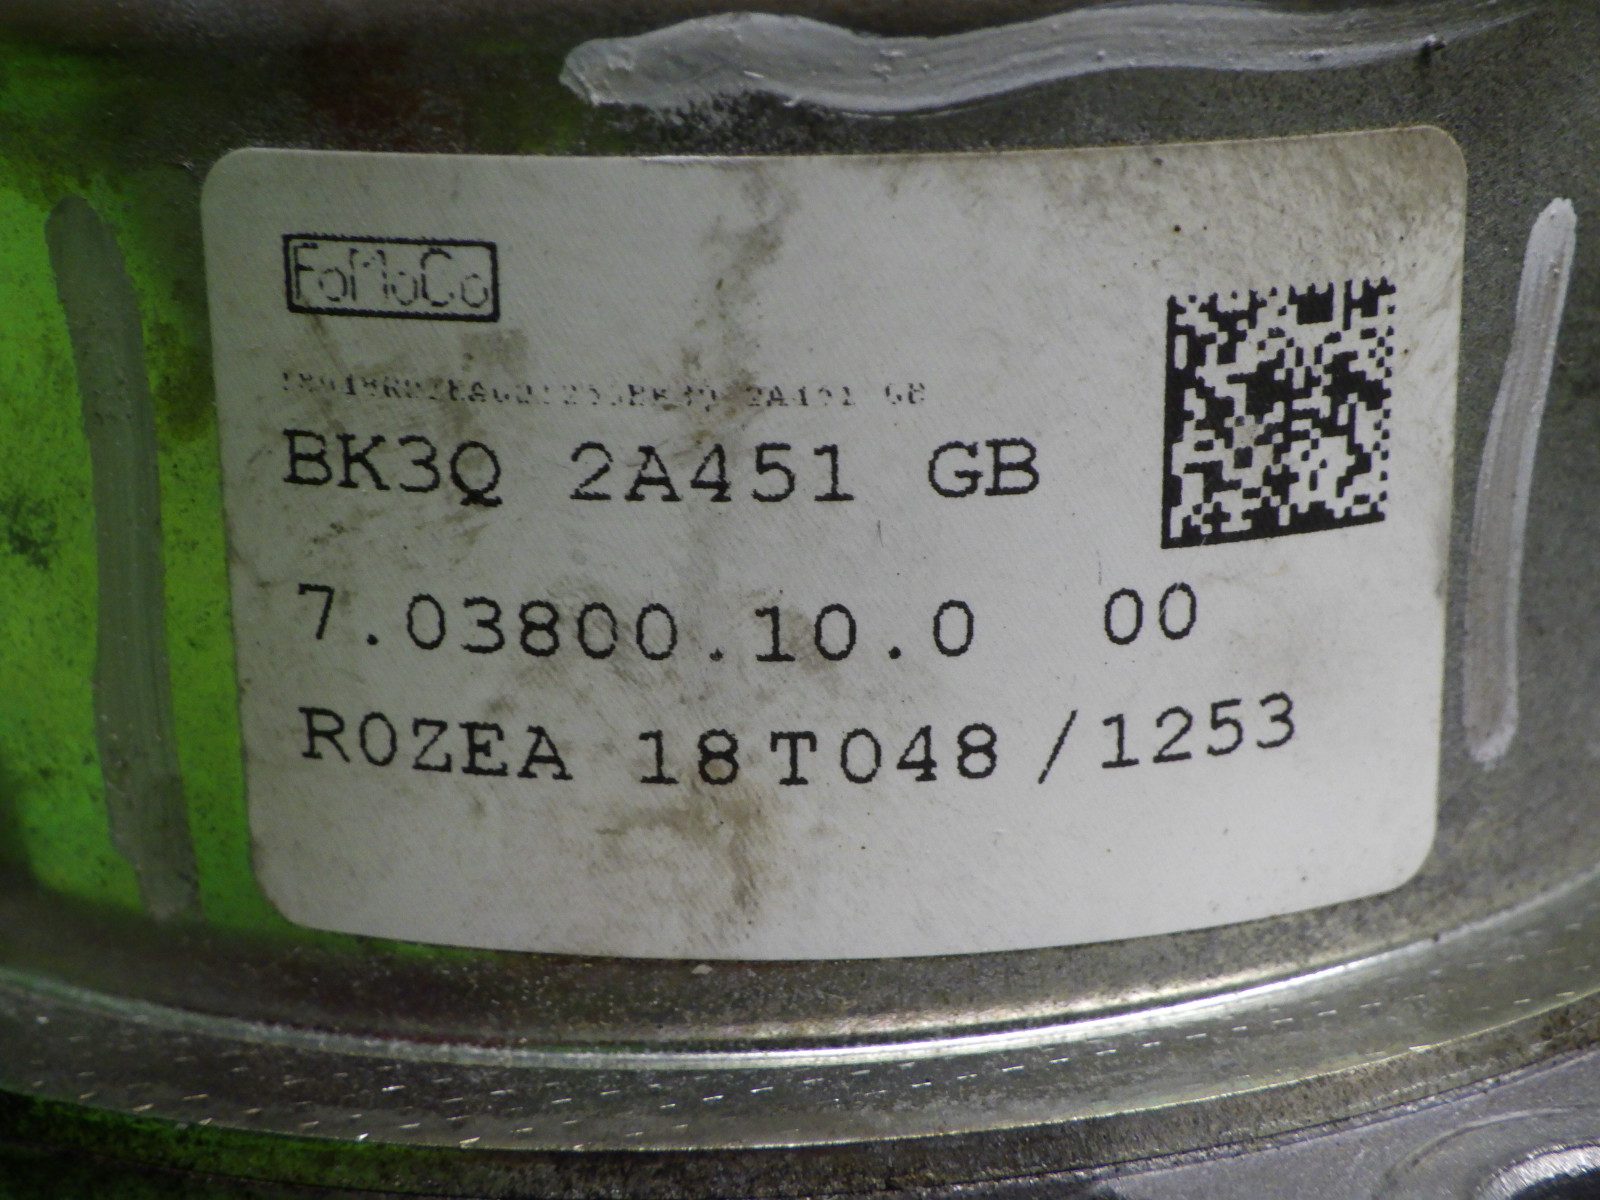 FoMoCo
BK3Q 2A451 GB
7.03800.10.0 00
R0ZEA 18T048 /1253